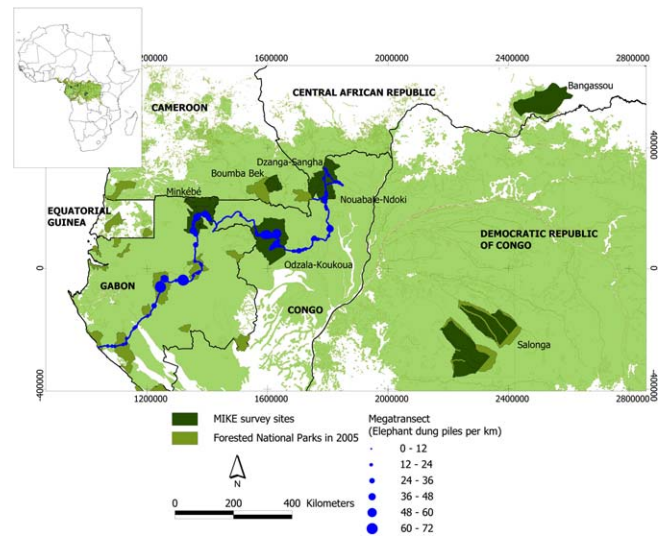 1200000 1600000 2000000 2400000 2800000
CENTRAL AFRICAN REPUBLIC
Bangassou
CAMEROON
400000 400000
Dzanga-Sangha
Boumba Bek
Minkébé
Nouabale-Ndoki
EQUATORIAL
GUINEA
DEMOCRATIC REPUBLIC
OF CONGO
Odzala-Koukoua
0 0
GABON
CONGO
Salonga
-400000 -400000
1200000 1600000 2000000 2400000 2800000
MIKE survey sites
Forested National Parks in 2005
N
0 200 400 Kilometers
Megatransect
(Elephant dung piles per km)
0 - 12
12 - 24
24 - 36
36 - 48
48 - 60
60 - 72